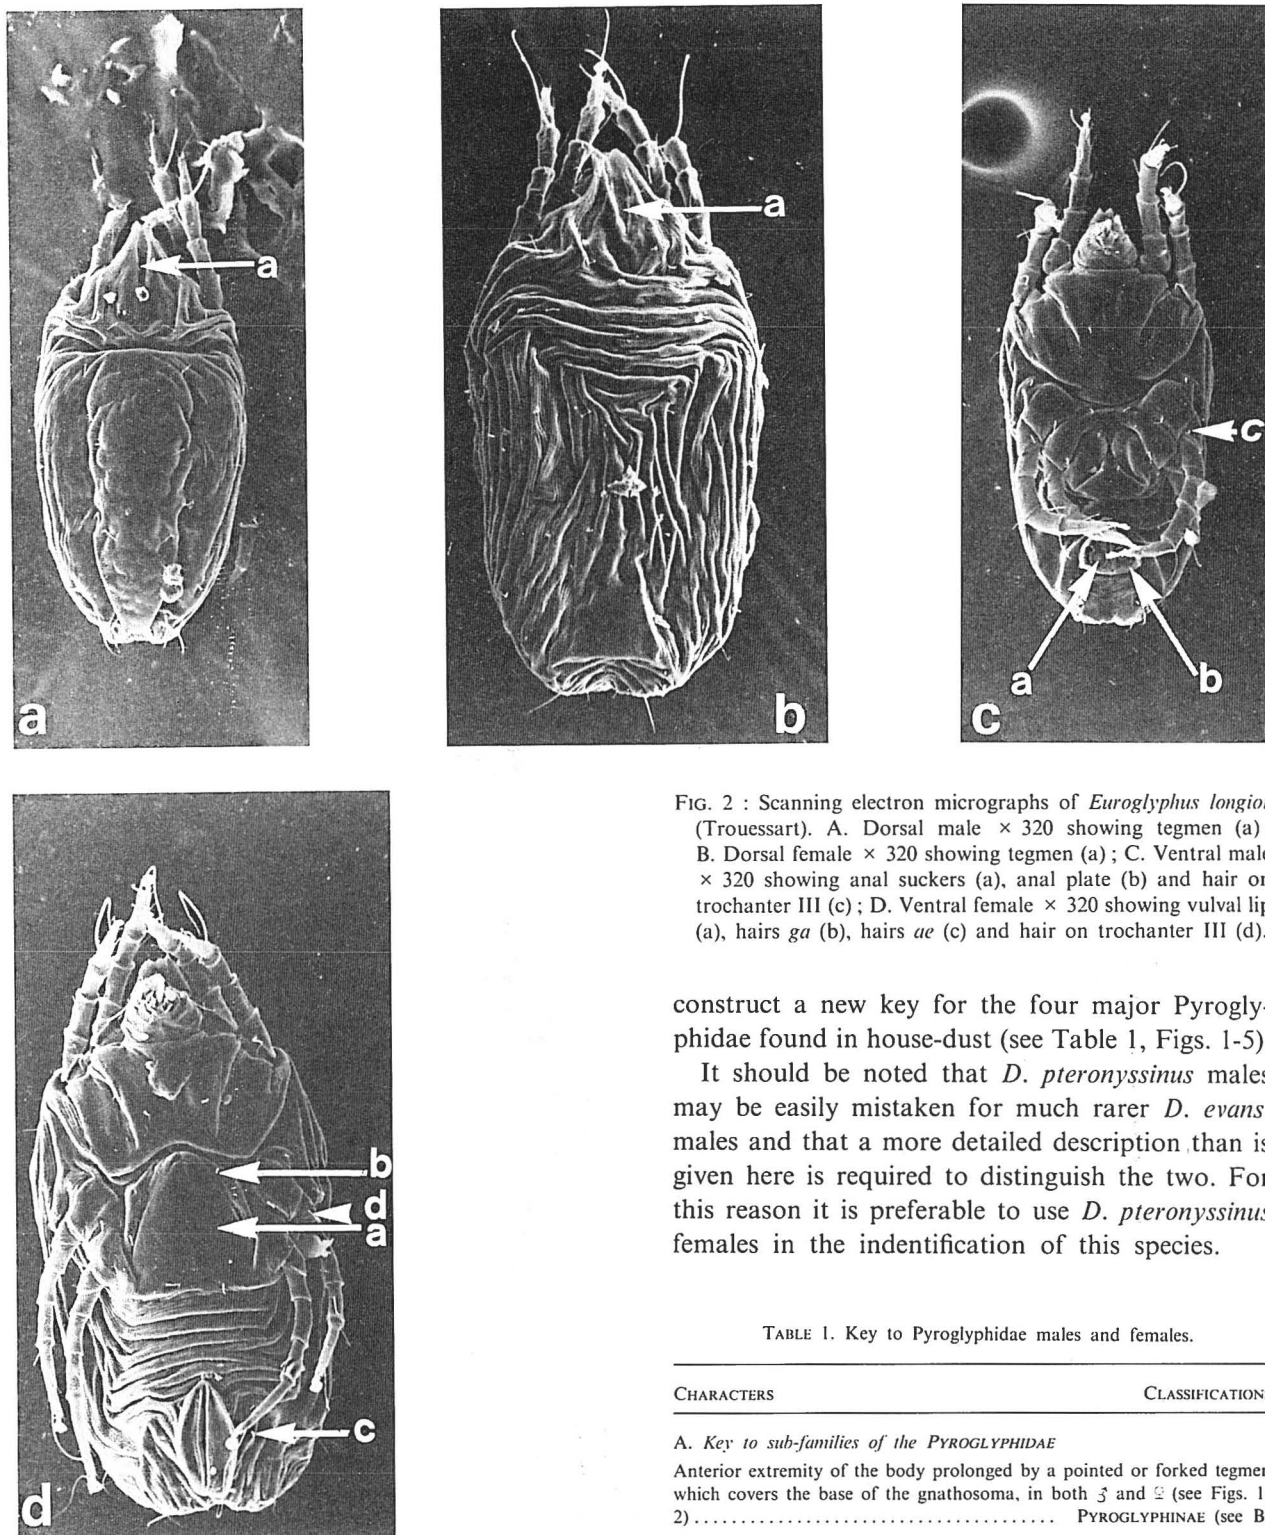 a
a
a
b
c
a
b
c
b
d
a
c
d
FIG. 2 : Scanning electron micrographs of Euroglyphus longio
(Trouessart). A. Dorsal male × 320 showing tegmen (a)
B. Dorsal female × 320 showing tegmen (a) ; C. Ventral male
× 320 showing anal suckers (a), anal plate (b) and hair on
trochanter III (c) ; D. Ventral female × 320 showing vulval lip
(a), hairs ga (b), hairs ae (c) and hair on trochanter III (d).
construct a new key for the four major Pyrogly-
phidae found in house-dust (see Table 1, Figs. 1-5)
It should be noted that D. pteronyssinus males
may be easily mistaken for much rarer D. evans
males and that a more detailed description than is
given here is required to distinguish the two. For
this reason it is preferable to use D. pteronyssinus
females in the indentification of this species.
TABLE 1. Key to Pyroglyphidae males and females.
CHARACTERS CLASSIFICATION
A. Key to sub-families of the PYROGLYPHIDAE
Anterior extremity of the body prolonged by a pointed or forked tegmen
which covers the base of the gnathosoma, in both ♂ and ♀ (see Figs. 1
2) ..................................... PYROGLYPHINAE (see B